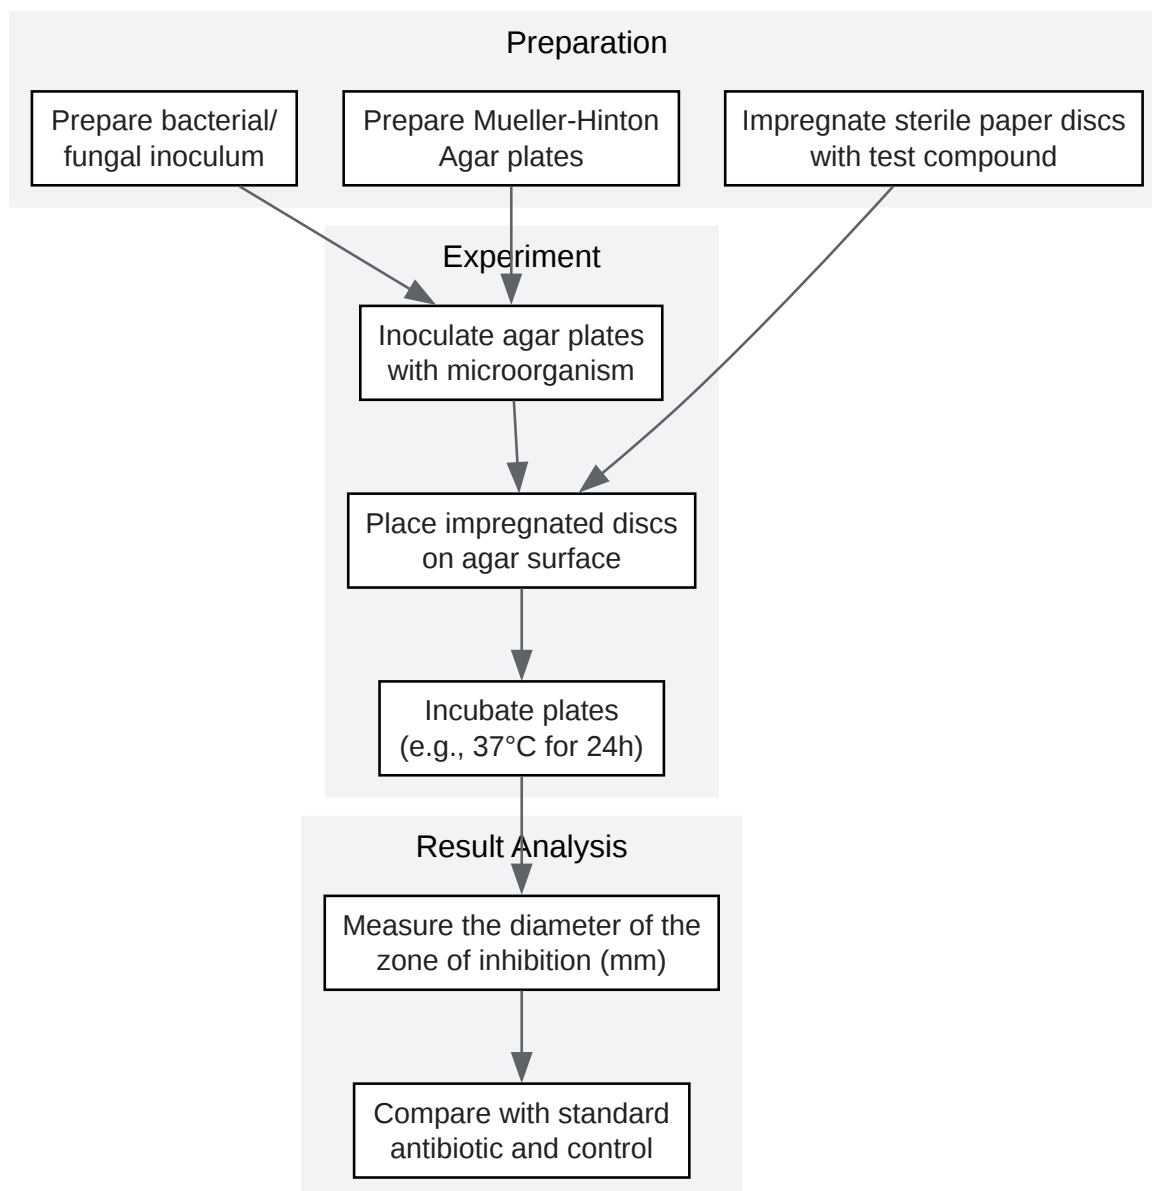 Preparation
Prepare bacterial/
fungal inoculum
Prepare Mueller-Hinton
Agar plates
Impregnate sterile paper discs
with test compound
Experiment
Inoculate agar plates
with microorganism
Place impregnated discs
on agar surface
Incubate plates
(e.g., 37°C for 24h)
Result Analysis
Measure the diameter of the
zone of inhibition (mm)
Compare with standard
antibiotic and control